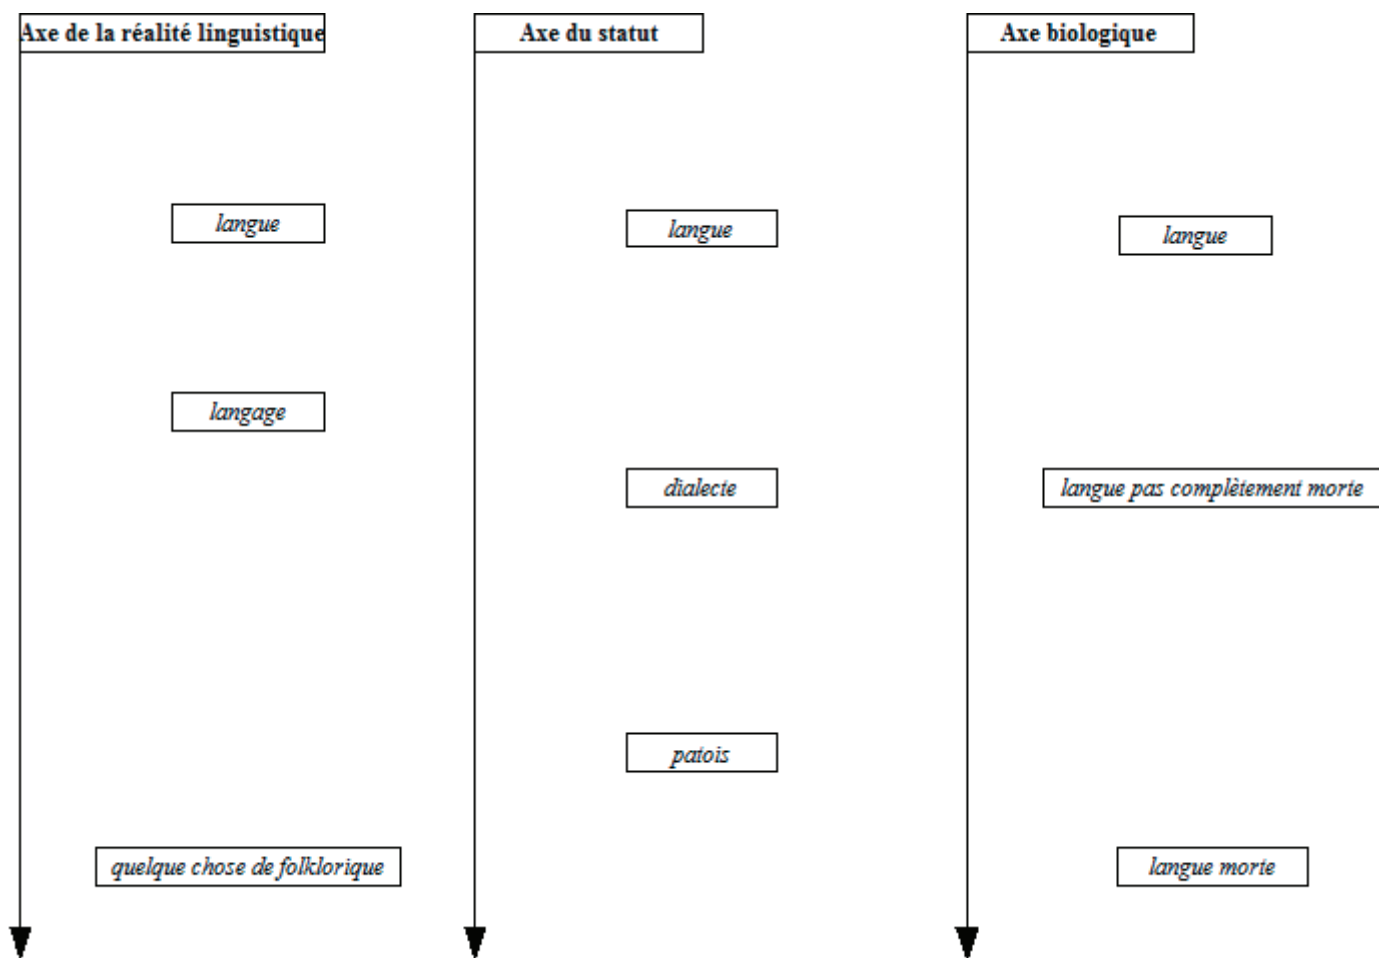 Axe de la réalité linguistique
Axe du statut
Axe biologique
langue
langue
langue
langage
dialecte
langue pas complètement morte
patois
quelque chose de folklorique
langue morte